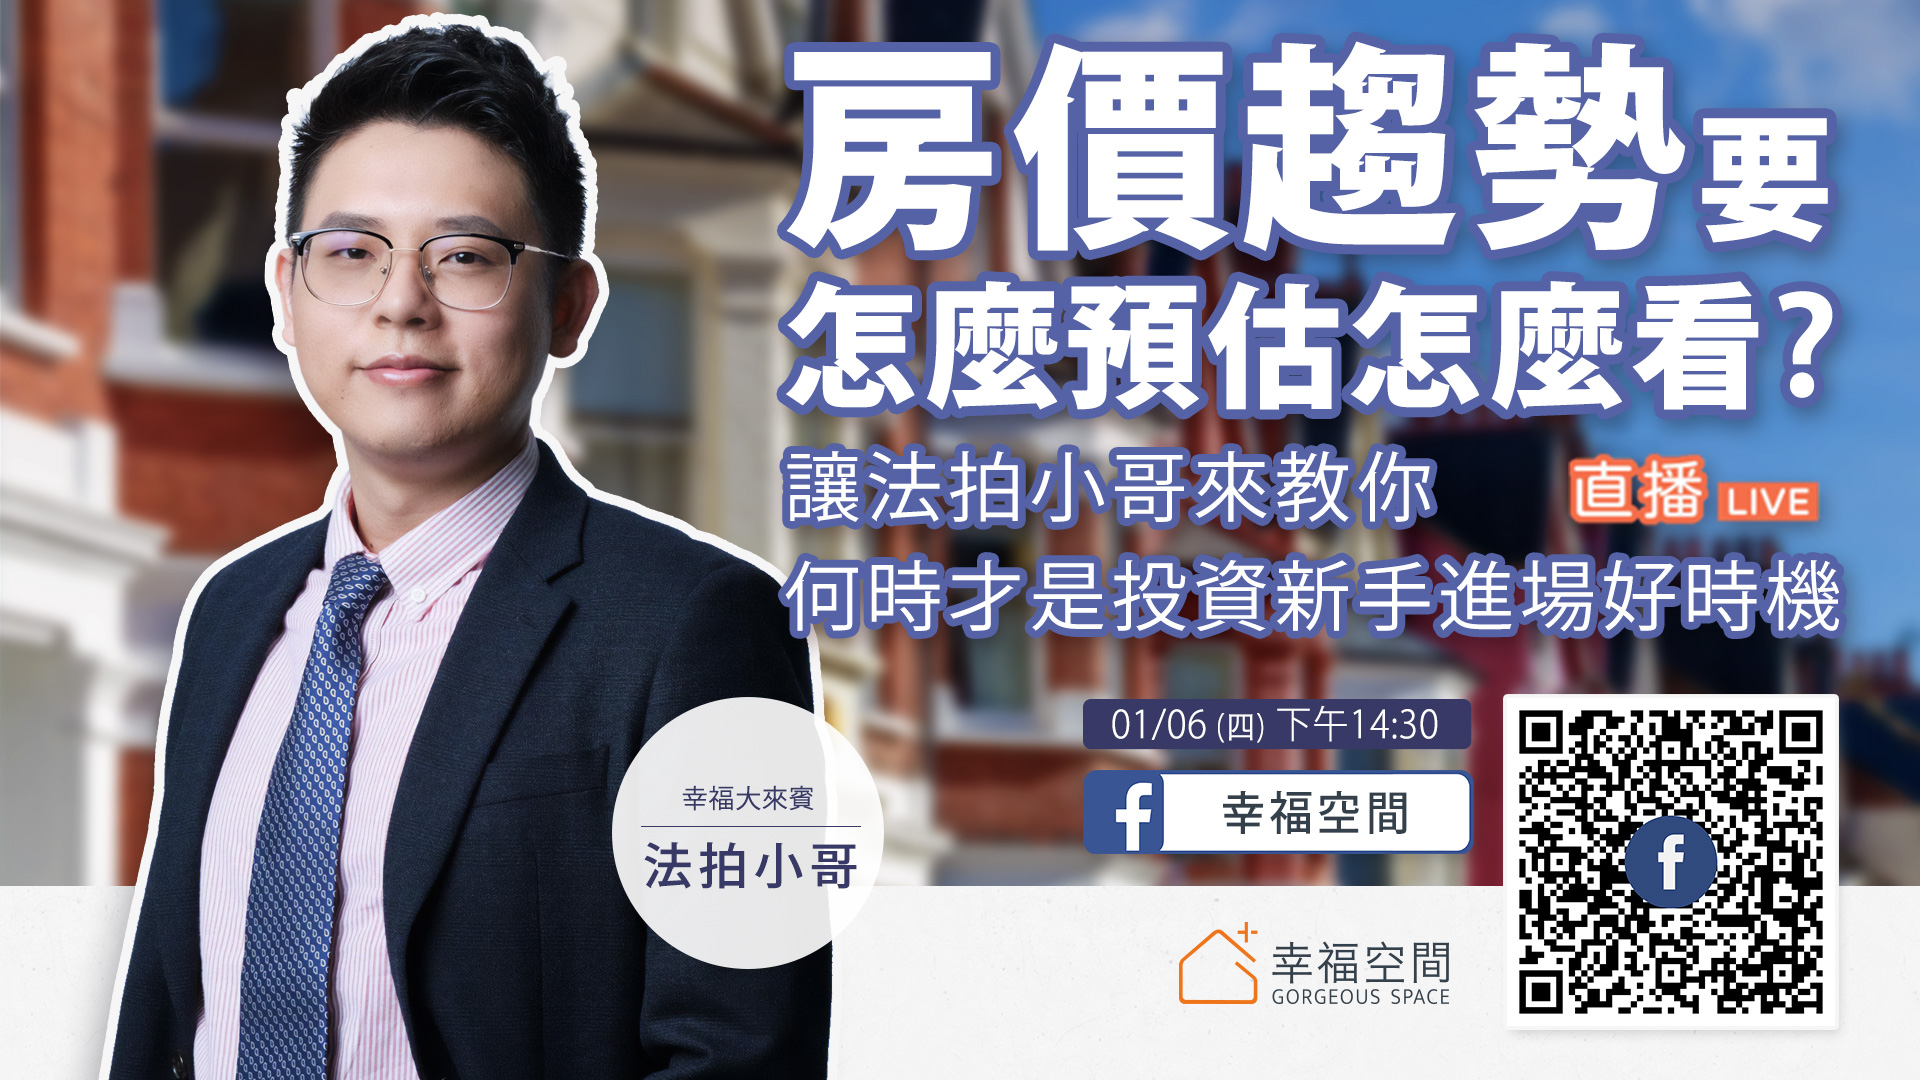 房價趨勢要
怎麼預估怎麼看?
讓法拍小哥來教你
直播 LIVE
何時才是投資新手進場好時機
01/06 (四) 下午14:30
幸福空間
幸福大來賓
法拍小哥
幸福空間
GORGEOUS SPACE